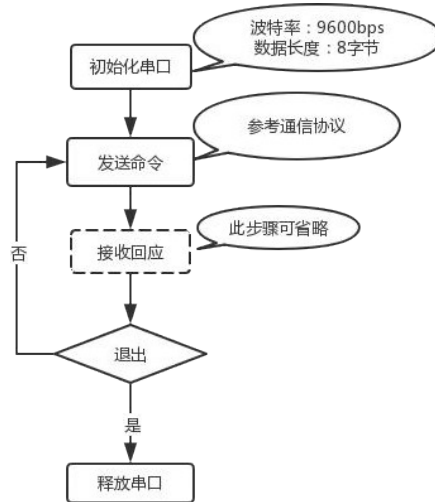 波特率：9600bps
数据长度：8字节
初始化串口
参考通信协议
发送命令
此步骤可省略
接收回应
否
退出
是
释放串口